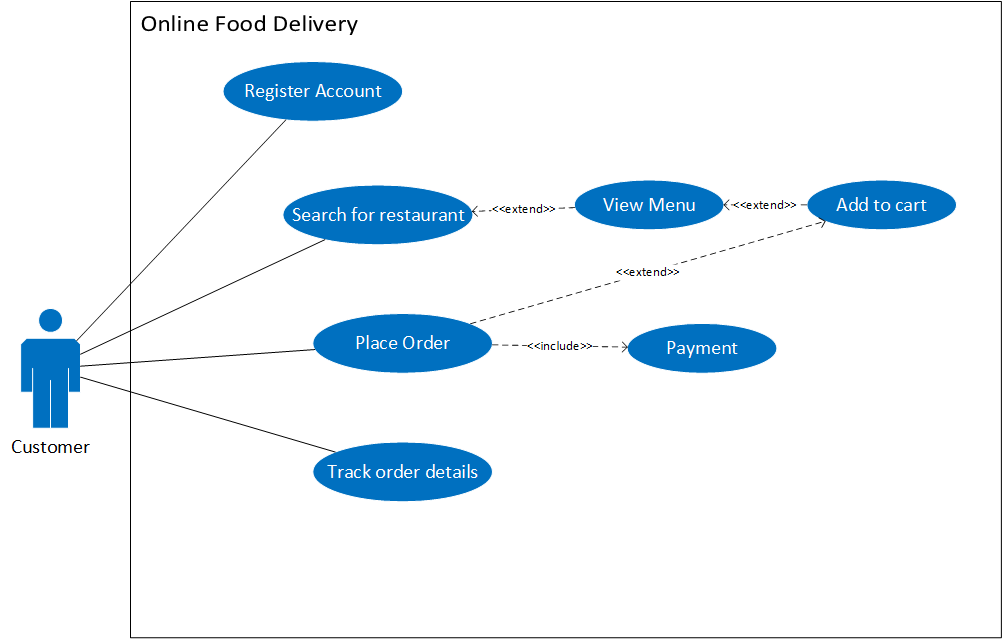 Online Food Delivery
Register Account
Search for restaurant
<<extend>>
View Menu
<<extend>>
Add to cart
<<extend>>
Place Order
<<include>>
Payment
Customer
Track order details